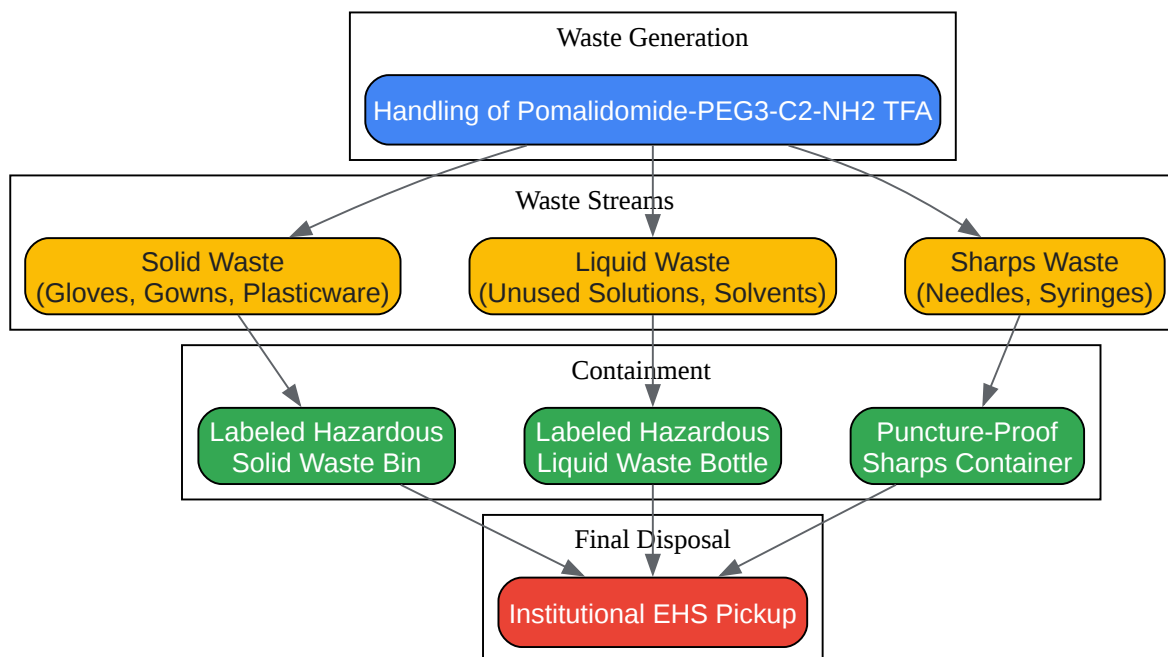 Waste Generation
Handling of Pomalidomide-PEG3-C2-NH2 TFA
Waste Streams
Solid Waste
(Gloves, Gowns, Plasticware)
Liquid Waste
(Unused Solutions, Solvents)
Sharps Waste
(Needles, Syringes)
Containment
Labeled Hazardous
Solid Waste Bin
Labeled Hazardous
Liquid Waste Bottle
Puncture-Proof
Sharps Container
Final Disposal
Institutional EHS Pickup